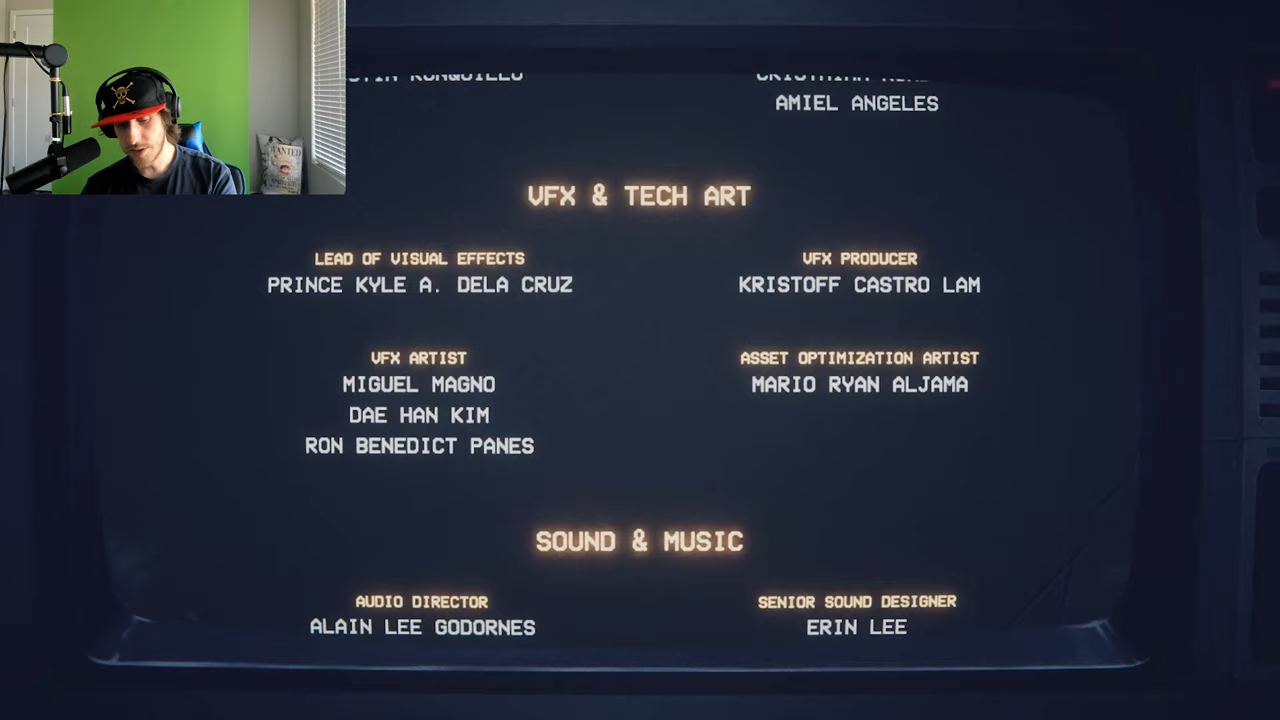 WANTED
AMIEL ANGELES
VFX & TECH ART
LEAD OF VISUAL EFFECTS
PRINCE KYLE A. DELA CRUZ
VFX PRODUCER
KRISTOFF CASTRO LAM
VFX ARTIST
MIGUEL MAGNO
DAE HAN KIM
RON BENEDICT PANES
ASSET OPTIMIZATION ARTIST
MARIO RYAN ALJAMA
SOUND & MUSIC
AUDIO DIRECTOR
ALAIN LEE GODORNES
SENIOR SOUND DESIGNER
ERIN LEE